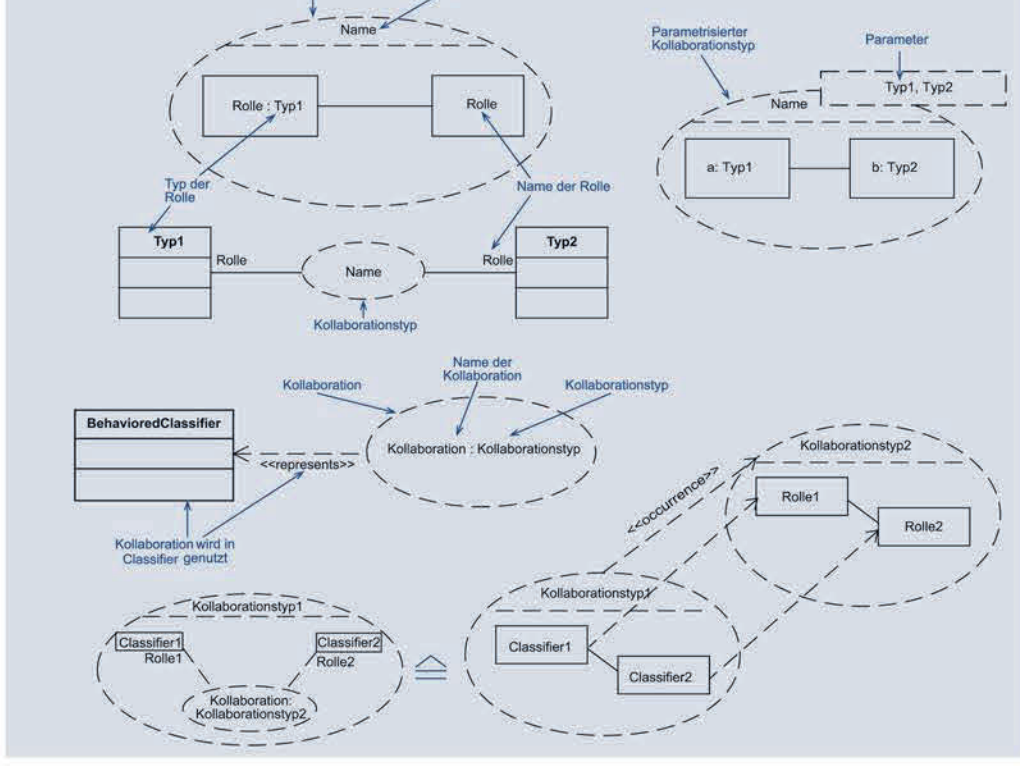 Name
Rolle : Typ1
Rolle
Typ der
Rolle
Name der Rolle
Typ1
Rolle
Name
Rolle
Typ2
Kollaborationstyp
Parametrisierter
Kollaborationstyp
Parameter
Typ1, Typ2
Name
a: Typ1
b: Typ2
Kollaboration
Name der
Kollaboration
Kollaborationstyp
BehavioredClassifier
<<represents>>
Kollaboration : Kollaborationstyp
Kollaboration wird in
Classifier genutzt
<<occurrence>>
Kollaborationstyp2
Rolle1
Rolle2
Kollaborationstyp1
Classifier1
Rolle1
Classifier2
Rolle2
Kollaboration:
Kollaborationstyp2
Kollaborationstyp1
Classifier1
Classifier2